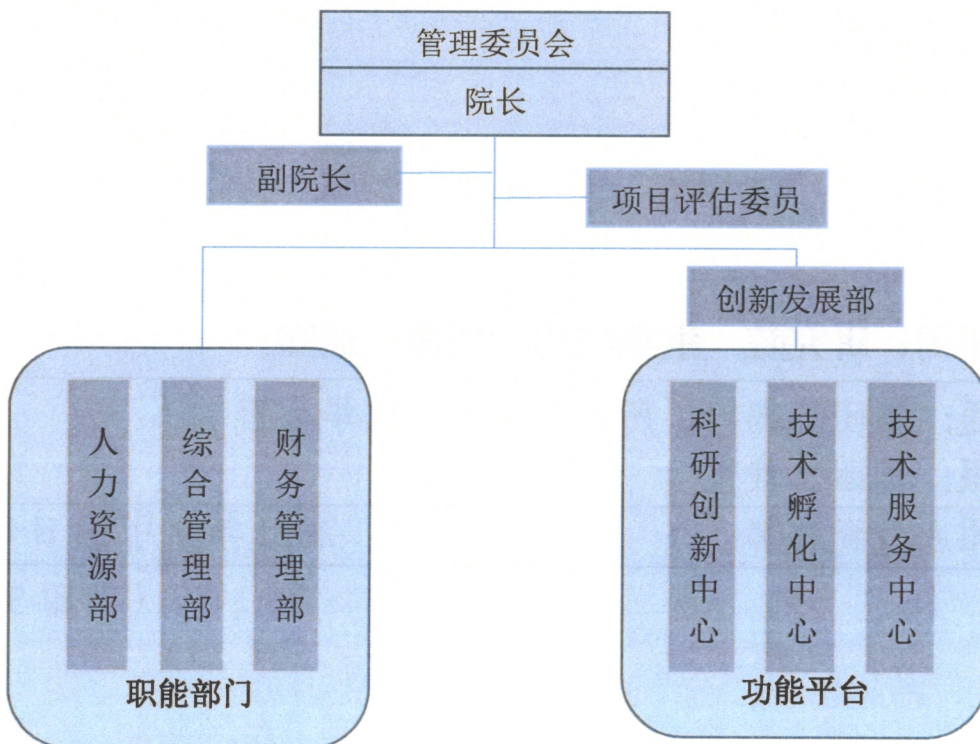 管理委员会
院长
副院长
项目评估委员
创新发展部
人力资源部
综合管理部
财务管理部
职能部门
科研创新中心
技术孵化中心
技术服务中心
功能平台